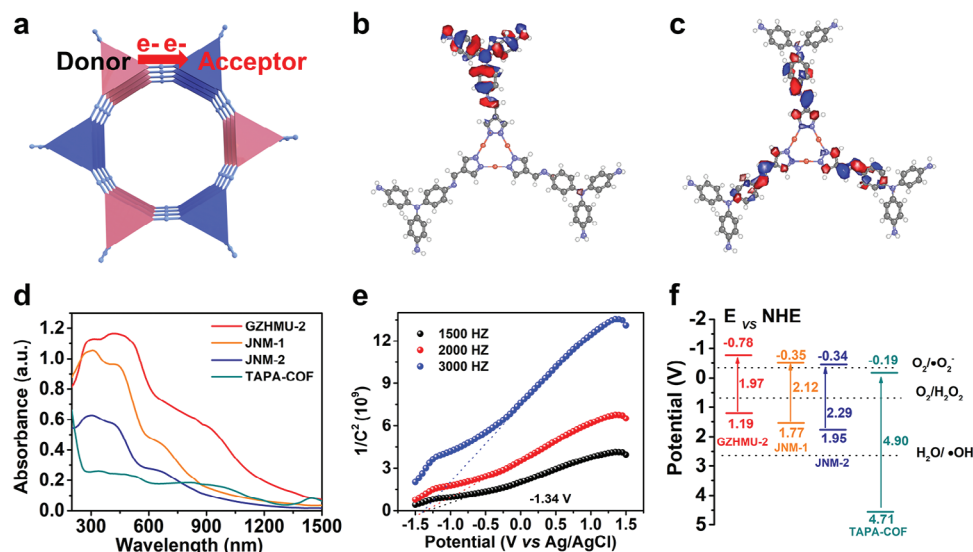 a
e- e-
Donor
Acceptor
b
c
d
Absorbance (a.u.)
1.2
1.0
0.8
0.6
0.4
0.2
0.0
GZHMU-2
JNM-1
JNM-2
TAPA-COF
300 600 900 1200 1500
Wavelength (nm)
e
1/C² (10⁹)
12
9
6
3
0
1500 HZ
2000 HZ
3000 HZ
-1.34 V
-1.5 -1.0 -0.5 0.0 0.5 1.0 1.5
Potential (V vs Ag/AgCl)
f
E vs NHE
Potential (V)
-2
-1
0
1
2
3
4
5
-0.78
1.97
1.19
GZHMU-2
-0.35
2.12
1.77
JNM-1
-0.34
2.29
1.95
JNM-2
-0.19
4.90
4.71
TAPA-COF
O₂/•O₂⁻
O₂/H₂O₂
H₂O/ •OH